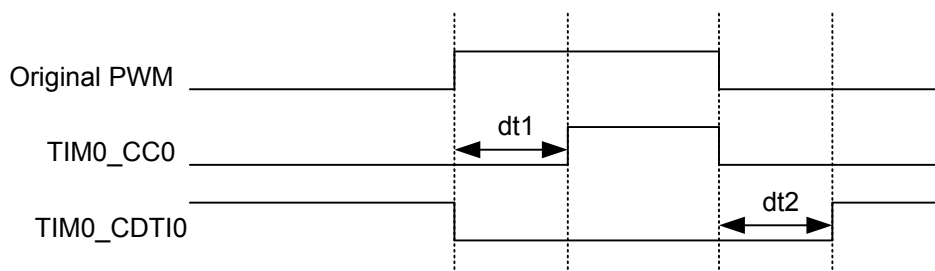 Original PWM
dt1
TIM0_CC0
dt2
TIM0_CDTI0